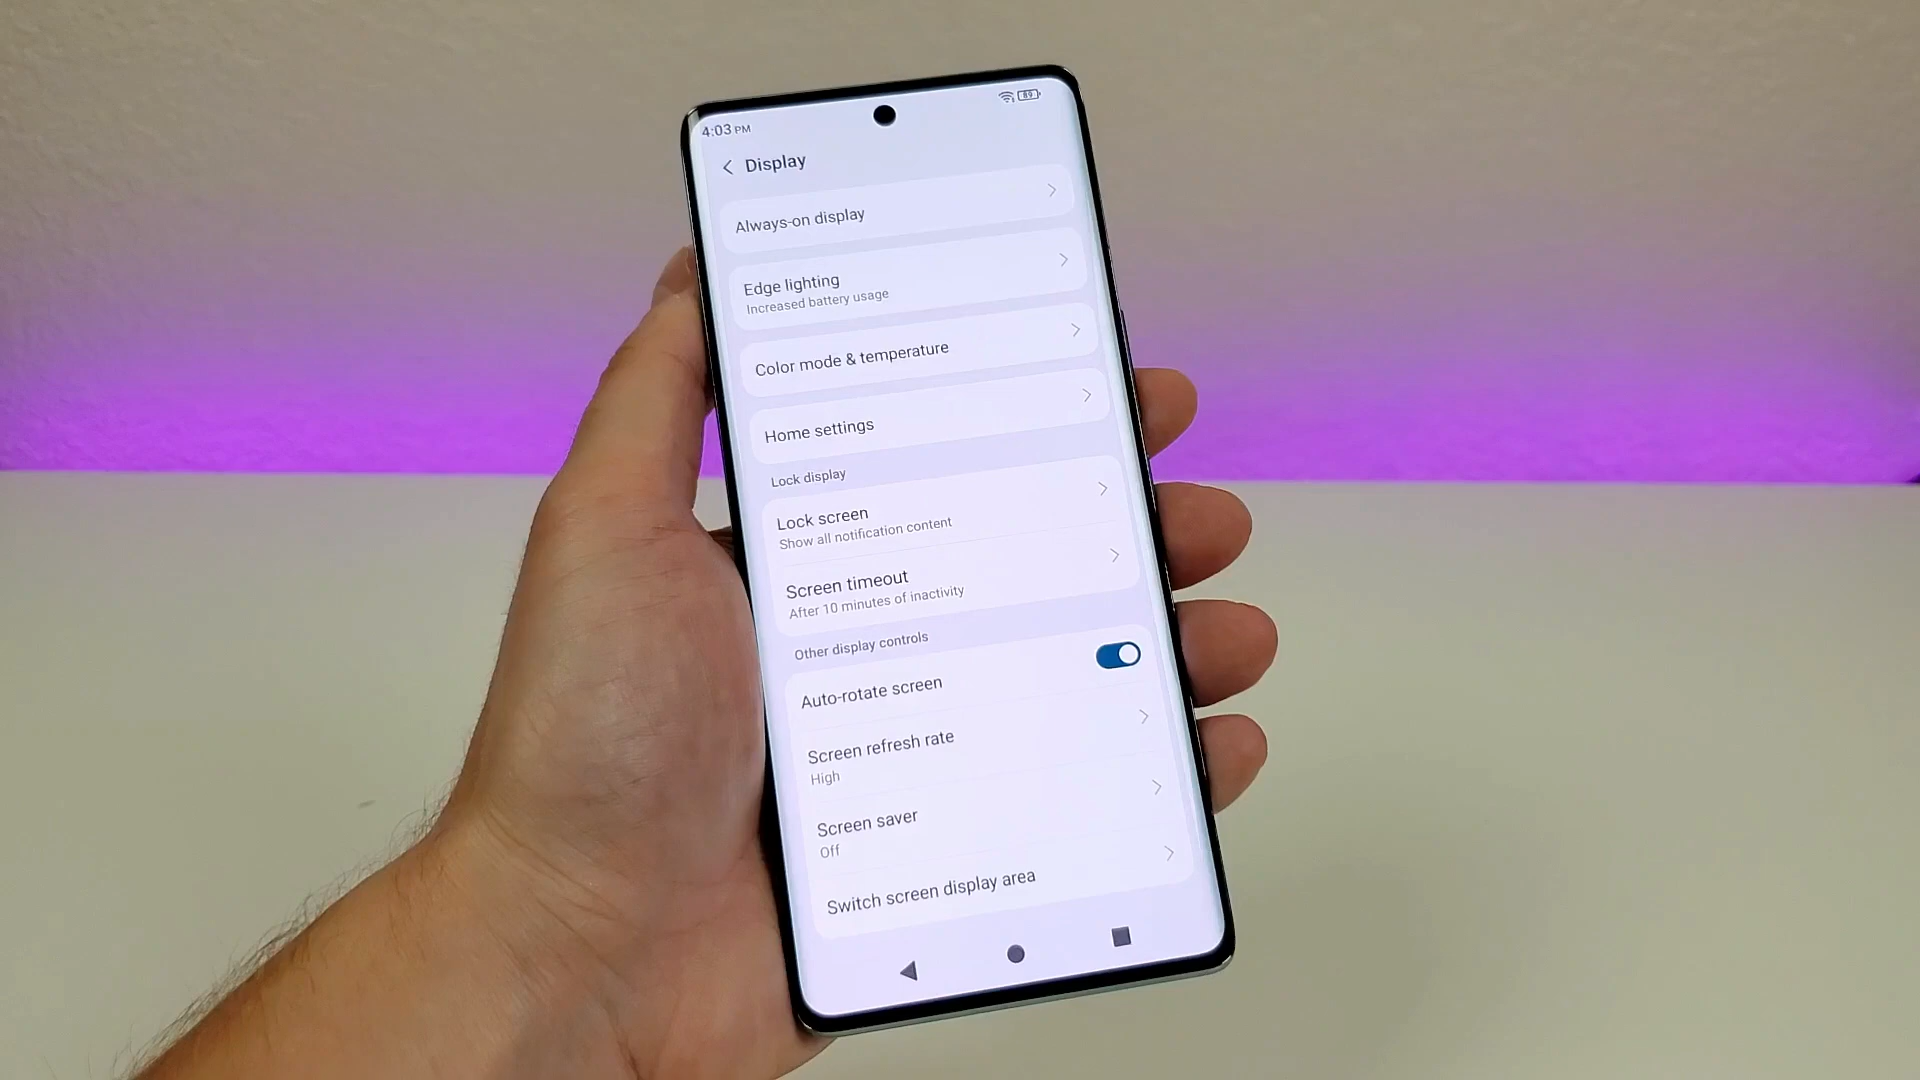 4:03 PM
89
Display
Always-on display
Edge lighting
Increased battery usage
Color mode & temperature
Home settings
Lock display
Lock screen
Show all notification content
Screen timeout
After 10 minutes of inactivity
Other display controls
Auto-rotate screen
Screen refresh rate
High
Screen saver
Off
Switch screen display area